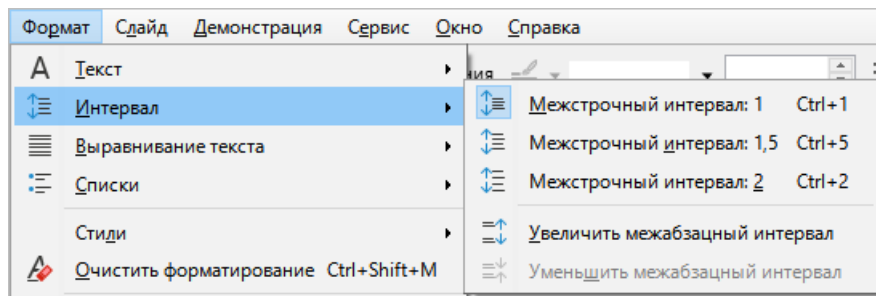 Формат Слайд Демонстрация Сервис Окно Справка
Текст
Интервал
Выравнивание текста
Списки
Стили
Очистить форматирование Ctrl+Shift+M
Межстрочный интервал: 1 Ctrl+1
Межстрочный интервал: 1,5 Ctrl+5
Межстрочный интервал: 2 Ctrl+2
Увеличить межабзацный интервал
Уменьшить межабзацный интервал